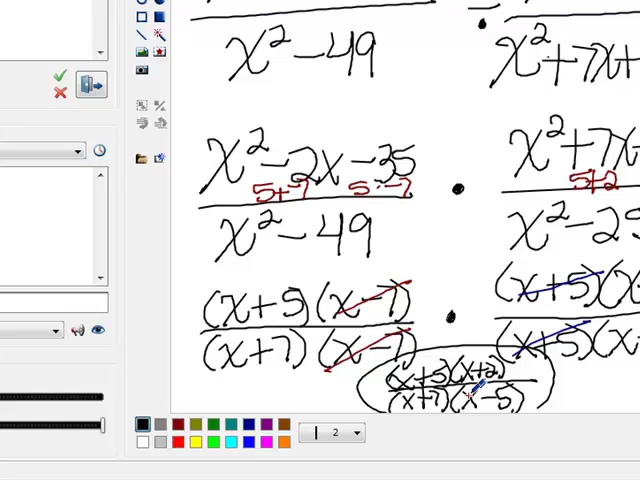 x² - 49
÷
x² + 7x +
x² - 2x - 35
x² + 7x
5 + -7
5 · -7
5 + 2
x² - 49
·
x² - 25
(x + 5)(x - 7)
·
(x + 5)(x
(x + 7)(x - 7)
(x + 5)(x
(x+5)(x+2)
(x+7)(x-5)
2